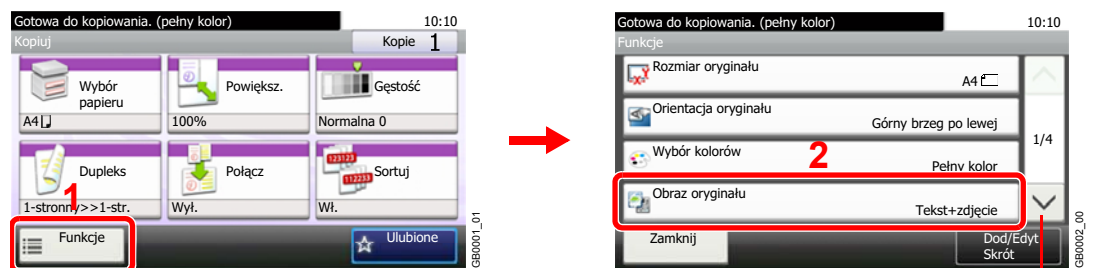 Gotowa do kopiowania. (pełny kolor)
10:10
Kopiuj
Kopie 1
Wybór
papieru
A4
Powiększ.
100%
Gęstość
Normalna 0
Dupleks
1-stronny>>1-str.
Połącz
Wył.
123123
112233
Sortuj
Wł.
1
Funkcje
Ulubione
GB0001_01
Gotowa do kopiowania. (pełny kolor)
10:10
Funkcje
Rozmiar oryginału
A4
Orientacja oryginału
Górny brzeg po lewej
1/4
Wybór kolorów
2
Pełny kolor
Obraz oryginału
Tekst+zdjęcie
Zamknij
Dod/Edyt
Skrót
GB0002_00